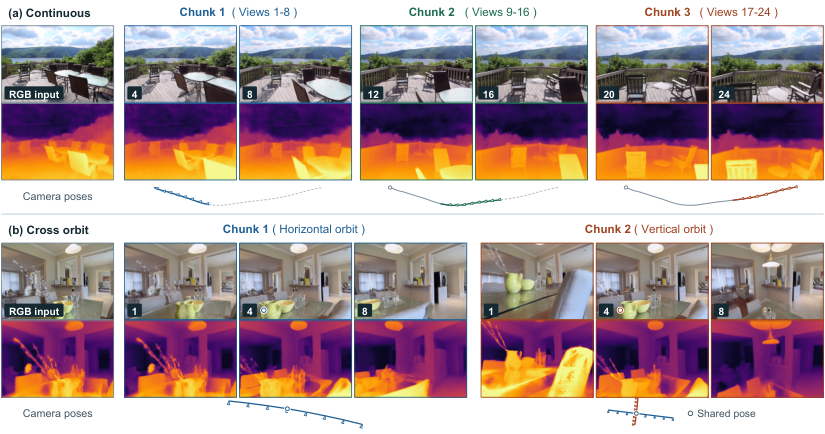 (a) Continuous
Chunk 1 ( Views 1-8 )
Chunk 2 ( Views 9-16 )
Chunk 3 ( Views 17-24 )
RGB input
4
8
12
16
20
24
Camera poses
(b) Cross orbit
Chunk 1 ( Horizontal orbit )
Chunk 2 ( Vertical orbit )
RGB input
1
4
8
1
4
8
Camera poses
Shared pose